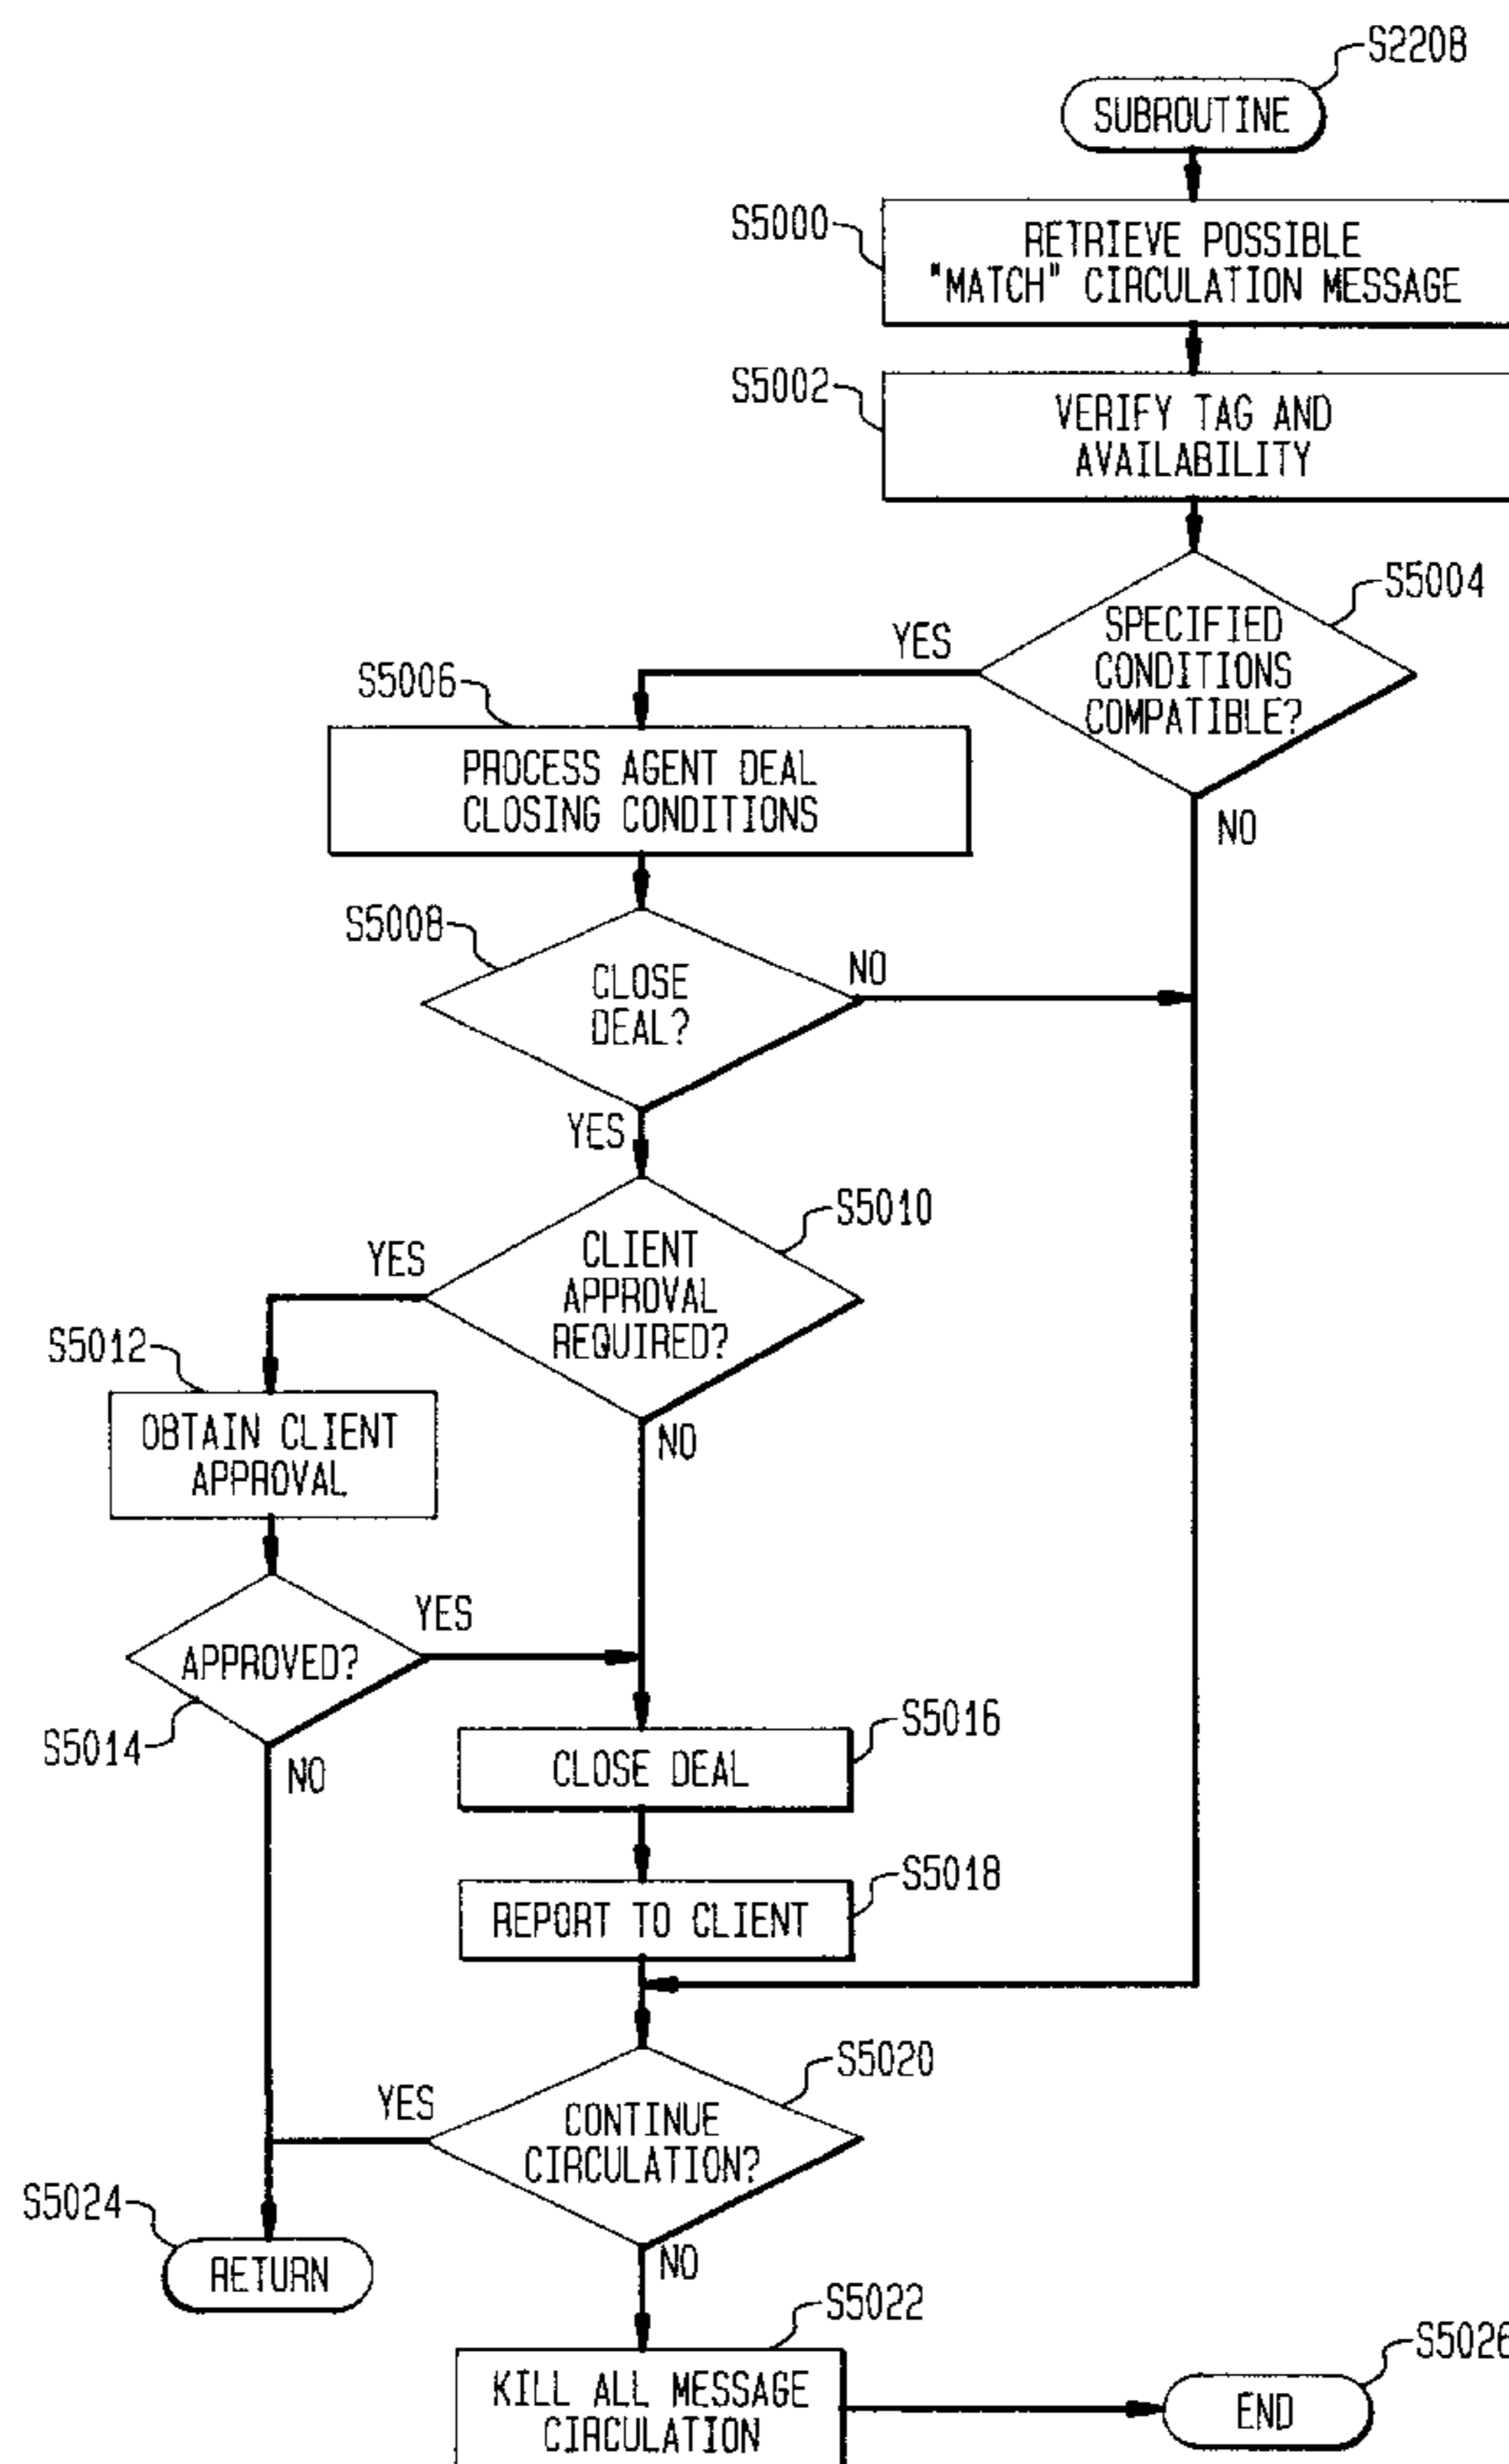 S2208
SUBROUTINE
S5000
RETRIEVE POSSIBLE
"MATCH" CIRCULATION MESSAGE
S5002
VERIFY TAG AND
AVAILABILITY
S5004
SPECIFIED
CONDITIONS
COMPATIBLE?
YES
NO
S5006
PROCESS AGENT DEAL
CLOSING CONDITIONS
S5008
CLOSE
DEAL?
NO
YES
S5010
CLIENT
APPROVAL
REQUIRED?
YES
NO
S5012
OBTAIN CLIENT
APPROVAL
APPROVED?
YES
S5014
NO
S5016
CLOSE DEAL
S5018
REPORT TO CLIENT
S5020
CONTINUE
CIRCULATION?
YES
NO
S5024
RETURN
S5022
KILL ALL MESSAGE
CIRCULATION
S5026
END